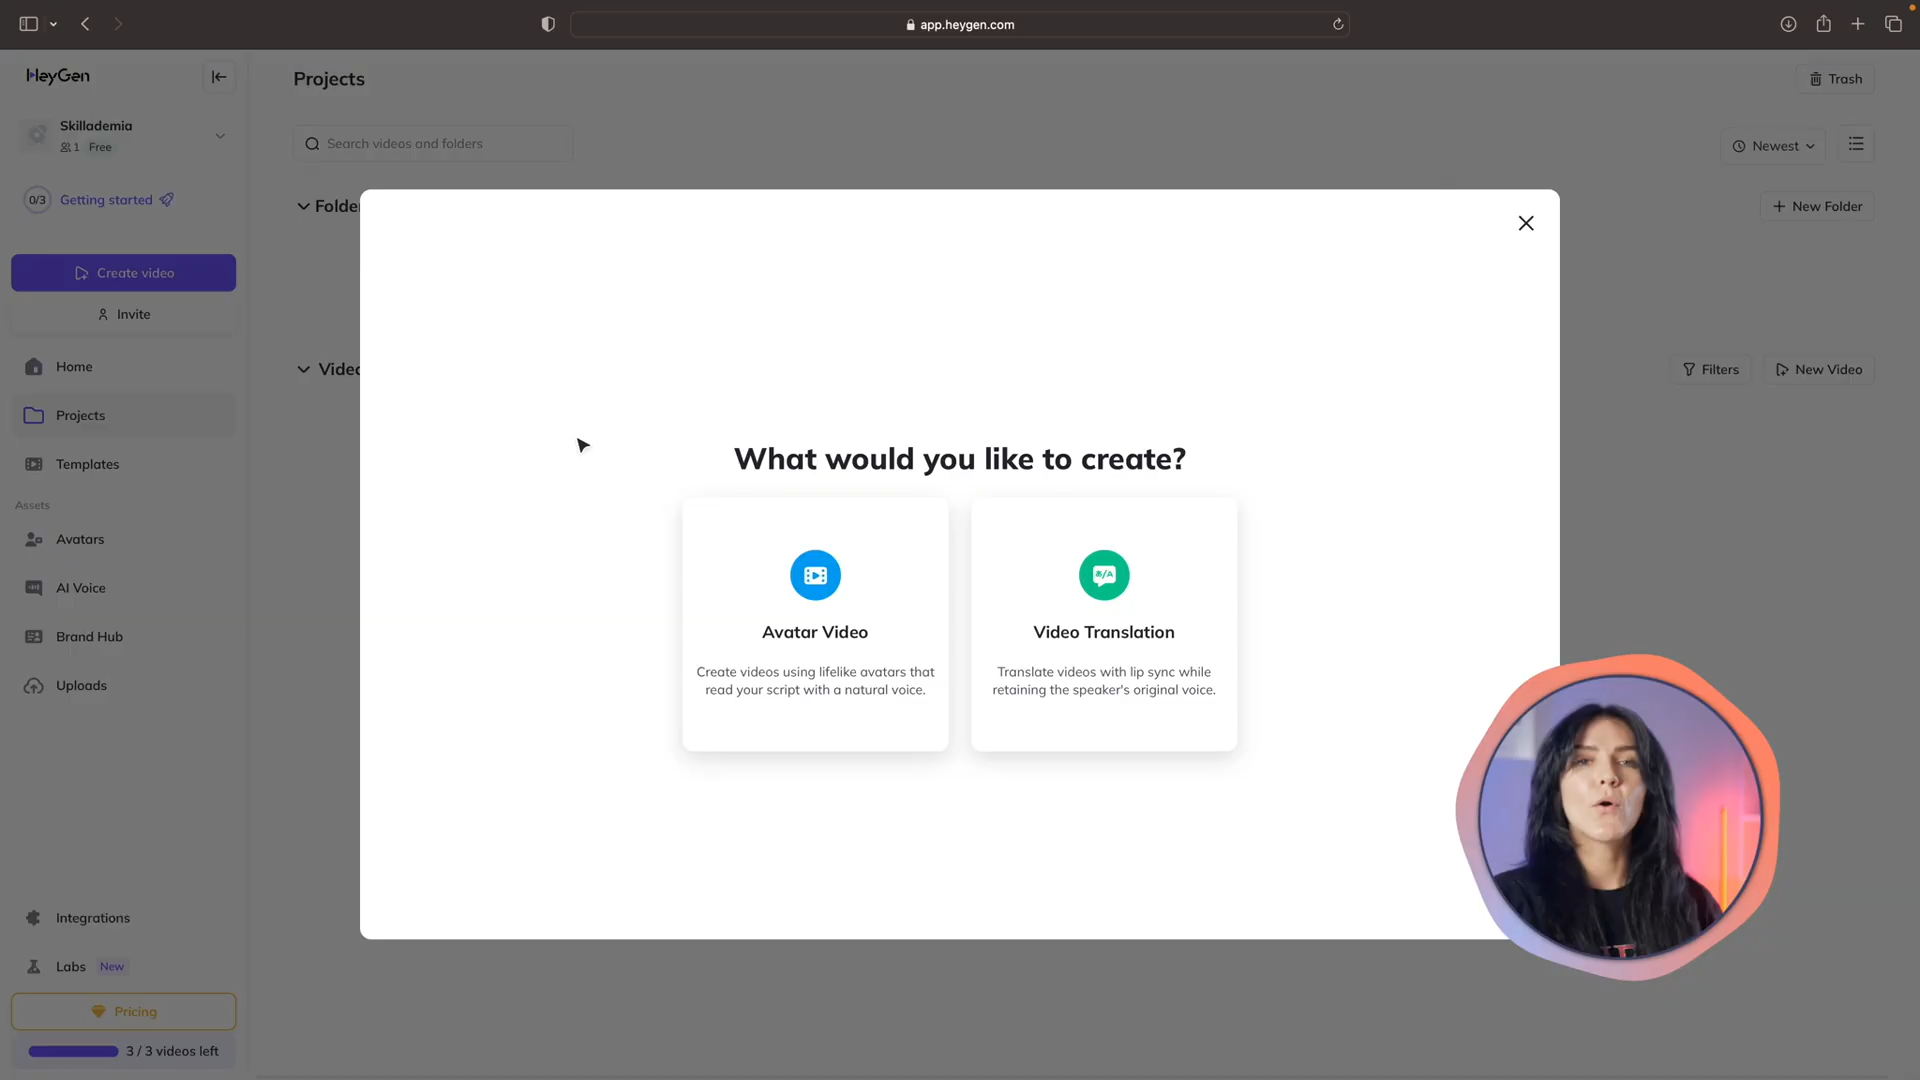 app.heygen.com
HeyGen
Skillademia
1 Free
0/3 Getting started
Create video
Invite
Home
Projects
Templates
Assets
Avatars
AI Voice
Brand Hub
Uploads
Integrations
Labs New
Pricing
3 / 3 videos left
Projects
Trash
Search videos and folders
Newest
Folde
New Folder
Video
Filters
New Video
What would you like to create?
Avatar Video
Create videos using lifelike avatars that
read your script with a natural voice.
Video Translation
Translate videos with lip sync while
retaining the speaker's original voice.